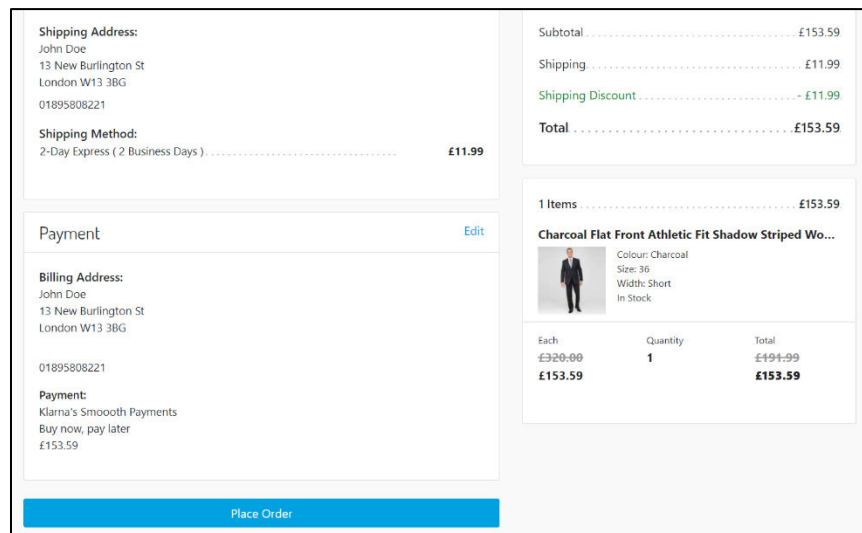 Shipping Address:
John Doe
13 New Burlington St
London W13 3BG
01895808221
Shipping Method:
2-Day Express ( 2 Business Days ) £11.99
Payment Edit
Billing Address:
John Doe
13 New Burlington St
London W13 3BG
01895808221
Payment:
Klarna's Smoooth Payments
Buy now, pay later
£153.59
Place Order
Subtotal £153.59
Shipping £11.99
Shipping Discount - £11.99
Total £153.59
1 Items £153.59
Charcoal Flat Front Athletic Fit Shadow Striped Wo...
Colour: Charcoal
Size: 36
Width: Short
In Stock
Each Quantity Total
£320.00 1 £191.99
£153.59 £153.59